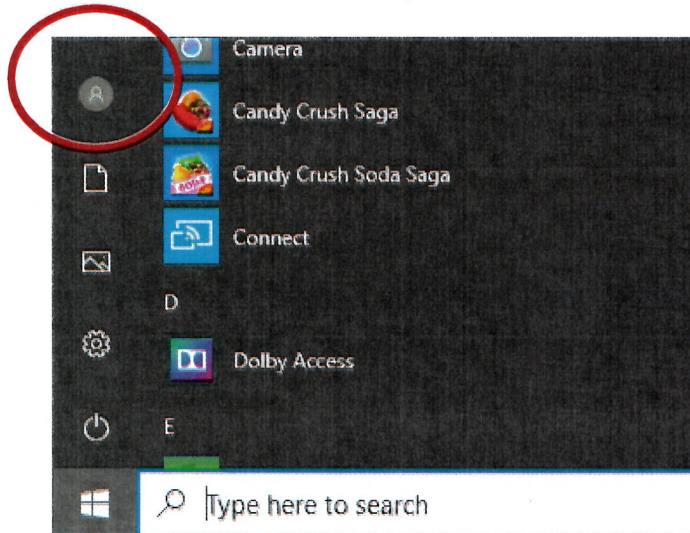 Camera
Candy Crush Saga
Candy Crush Soda Saga
Connect
D
Dolby Access
E
Type here to search